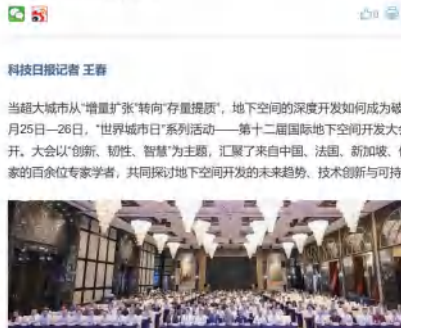 科技日报记者 王春
当超大城市从“增量扩张”转向“存量提质”，地下空间的深度开发如何成为破
月25日—26日，“世界城市日”系列活动——第十二届国际地下空间开发大会
开。大会以“创新、韧性、智慧”为主题，汇聚了来自中国、法国、新加坡、
家的百余位专家学者，共同探讨地下空间开发的未来趋势、技术创新与可持